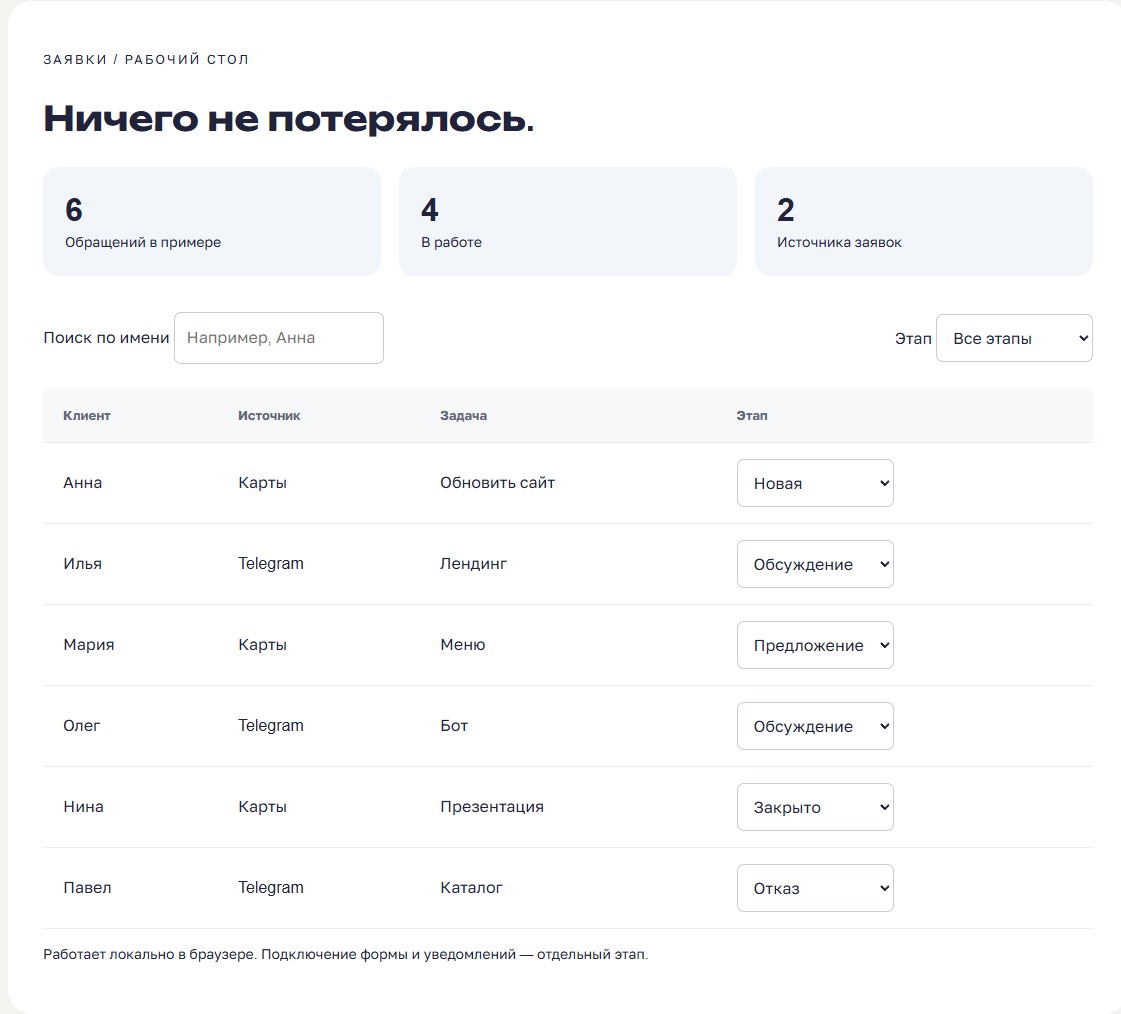 ЗАЯВКИ / РАБОЧИЙ СТОЛ
Ничего не потерялось.
6
Обращений в примере
4
В работе
2
Источника заявок
Поиск по имени Например, Анна Этап Все этапы
Клиент Источник Задача Этап
Анна Карты Обновить сайт Новая
Илья Telegram Лендинг Обсуждение
Мария Карты Меню Предложение
Олег Telegram Бот Обсуждение
Нина Карты Презентация Закрыто
Павел Telegram Каталог Отказ
Работает локально в браузере. Подключение формы и уведомлений — отдельный этап.